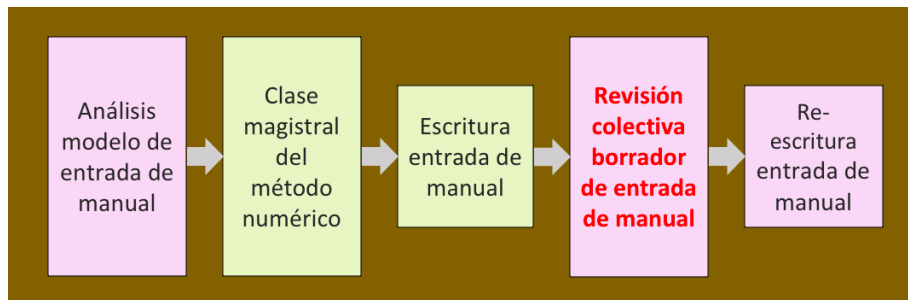 Análisis
modelo de
entrada de
manual
Clase
magistral
del
método
numérico
Escritura
entrada de
manual
Revisión
colectiva
borrador
de entrada
de manual
Re-
escritura
entrada de
manual